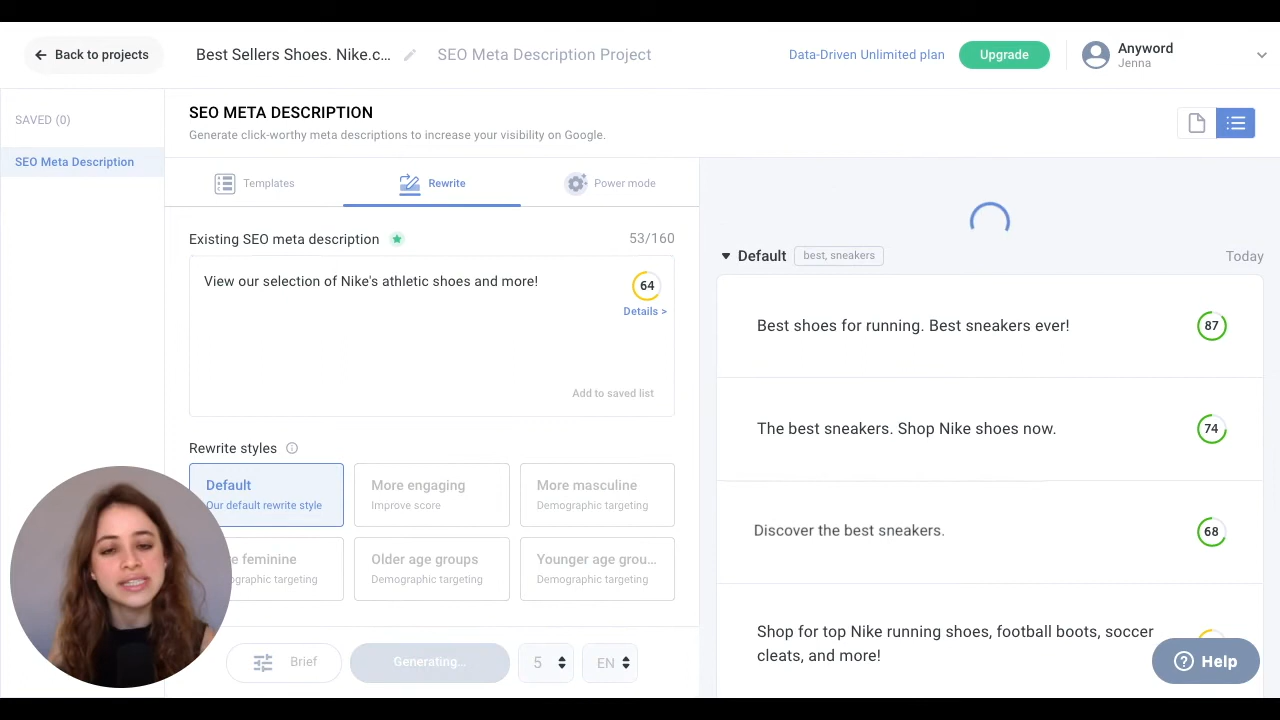 Back to projects
Best Sellers Shoes. Nike.c...
SEO Meta Description Project
Data-Driven Unlimited plan
Upgrade
Anyword
Jenna
SAVED (0)
SEO Meta Description
SEO META DESCRIPTION
Generate click-worthy meta descriptions to increase your visibility on Google.
Templates
Rewrite
Power mode
Existing SEO meta description
53/160
View our selection of Nike's athletic shoes and more!
64
Details >
Add to saved list
Rewrite styles
Default
Our default rewrite style
More engaging
Improve score
More masculine
Demographic targeting
e feminine
ographic targeting
Older age groups
Demographic targeting
Younger age grou...
Demographic targeting
Brief
Generating...
5
EN
Default
best, sneakers
Today
Best shoes for running. Best sneakers ever!
87
The best sneakers. Shop Nike shoes now.
74
Discover the best sneakers.
68
Shop for top Nike running shoes, football boots, soccer
cleats, and more!
Help